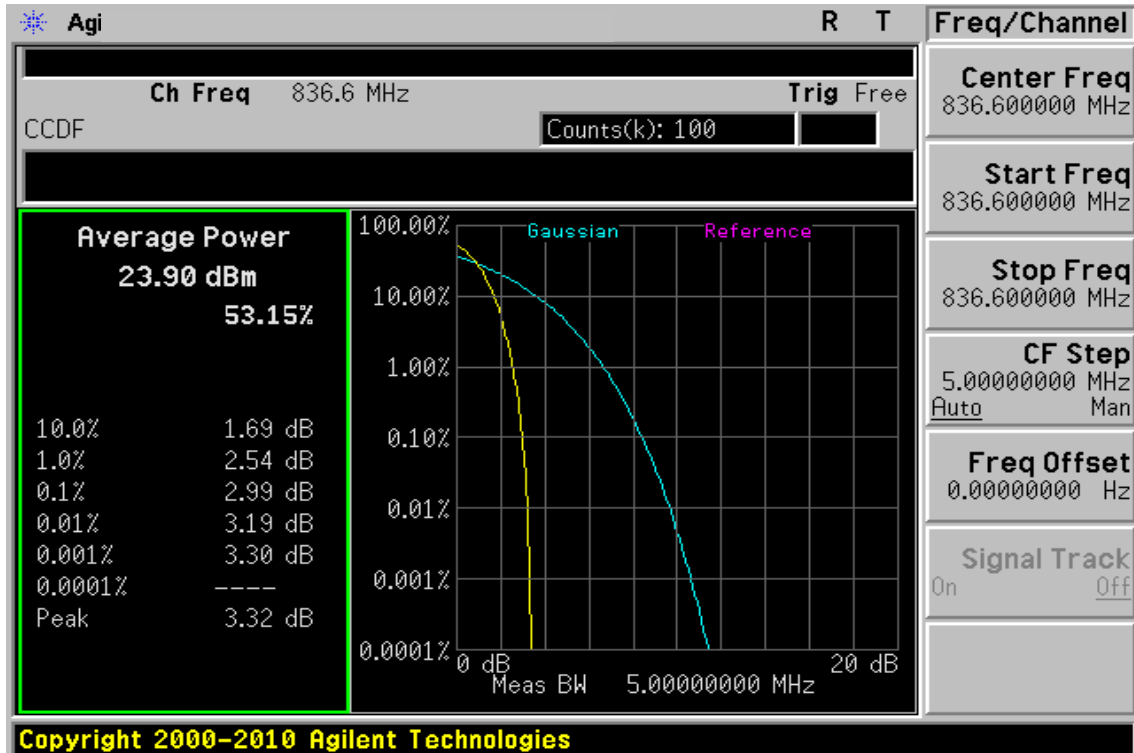 Agi R T
Ch Freq 836.6 MHz Trig Free
CCDF Counts(k): 100
Average Power
23.90 dBm
53.15%
10.0% 1.69 dB
1.0% 2.54 dB
0.1% 2.99 dB
0.01% 3.19 dB
0.001% 3.30 dB
0.0001% ----
Peak 3.32 dB
Gaussian Reference
100.00%
10.00%
1.00%
0.10%
0.01%
0.001%
0.0001%
0 dB 20 dB
Meas BW 5.00000000 MHz
Freq/Channel
Center Freq
836.600000 MHz
Start Freq
836.600000 MHz
Stop Freq
836.600000 MHz
CF Step
5.00000000 MHz
Auto Man
Freq Offset
0.00000000 Hz
Signal Track
On Off
Copyright 2000-2010 Agilent Technologies